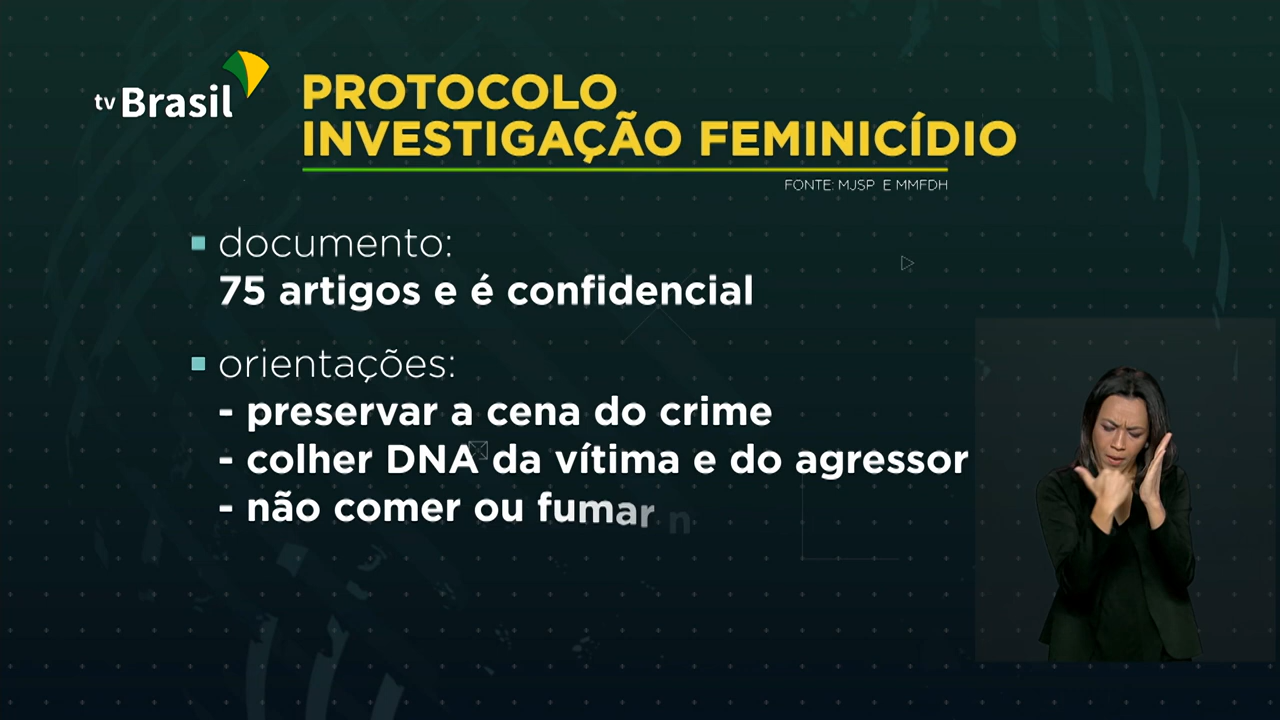 tv Brasil
PROTOCOLO
INVESTIGAÇÃO FEMINICÍDIO
FONTE: MJSP E MMFDH
documento:
75 artigos e é confidencial
orientações:
- preservar a cena do crime
- colher DNA da vítima e do agressor
- não comer ou fumar n